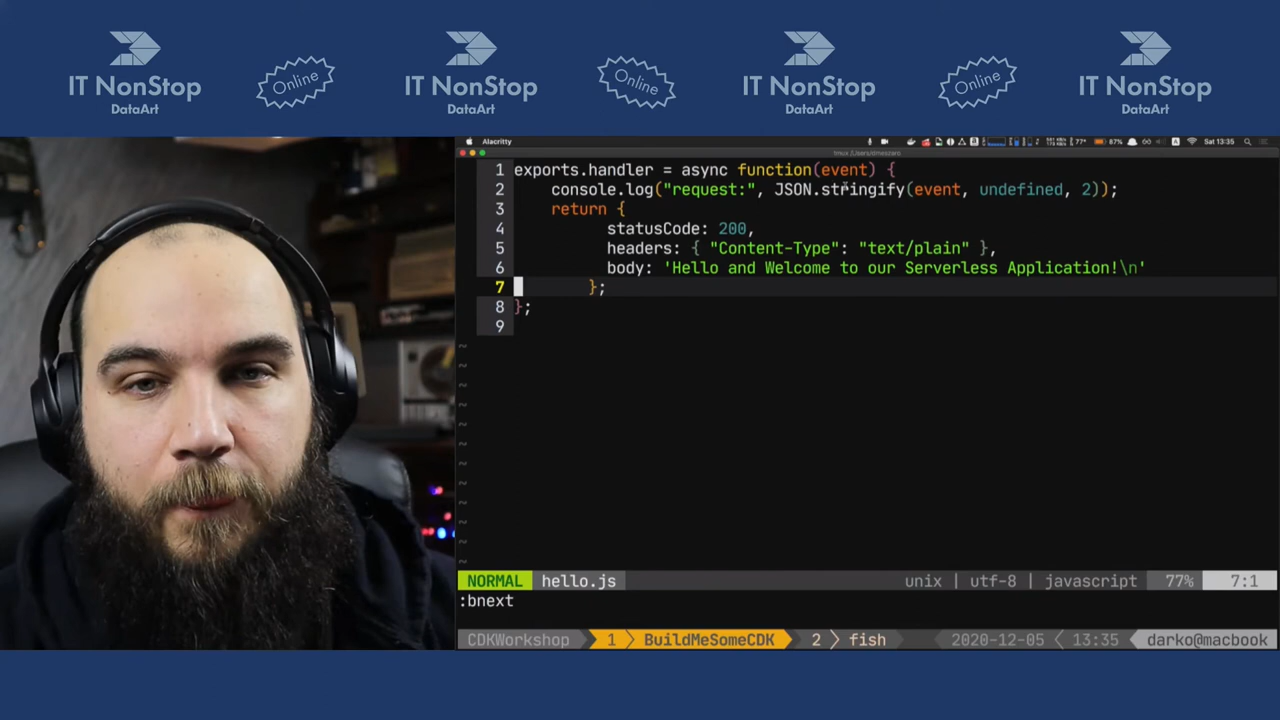 IT NonStop
DataArt
Online
IT NonStop
DataArt
Online
IT NonStop
DataArt
Online
IT NonStop
DataArt
Alacritty
87%
Sat 13:35
1 exports.handler = async function(event) {
2 console.log("request:", JSON.stringify(event, undefined, 2));
3 return {
4 statusCode: 200,
5 headers: { "Content-Type": "text/plain" },
6 body: 'Hello and Welcome to our Serverless Application!\n'
7 };
8 };
9
~
~
~
~
~
~
~
~
~
~
~
~
NORMAL hello.js unix | utf-8 | javascript 77% 7:1
:bnext
CDKWorkshop 1 BuildMeSomeCDK 2 fish 2020-12-05 13:35 darko@macbook